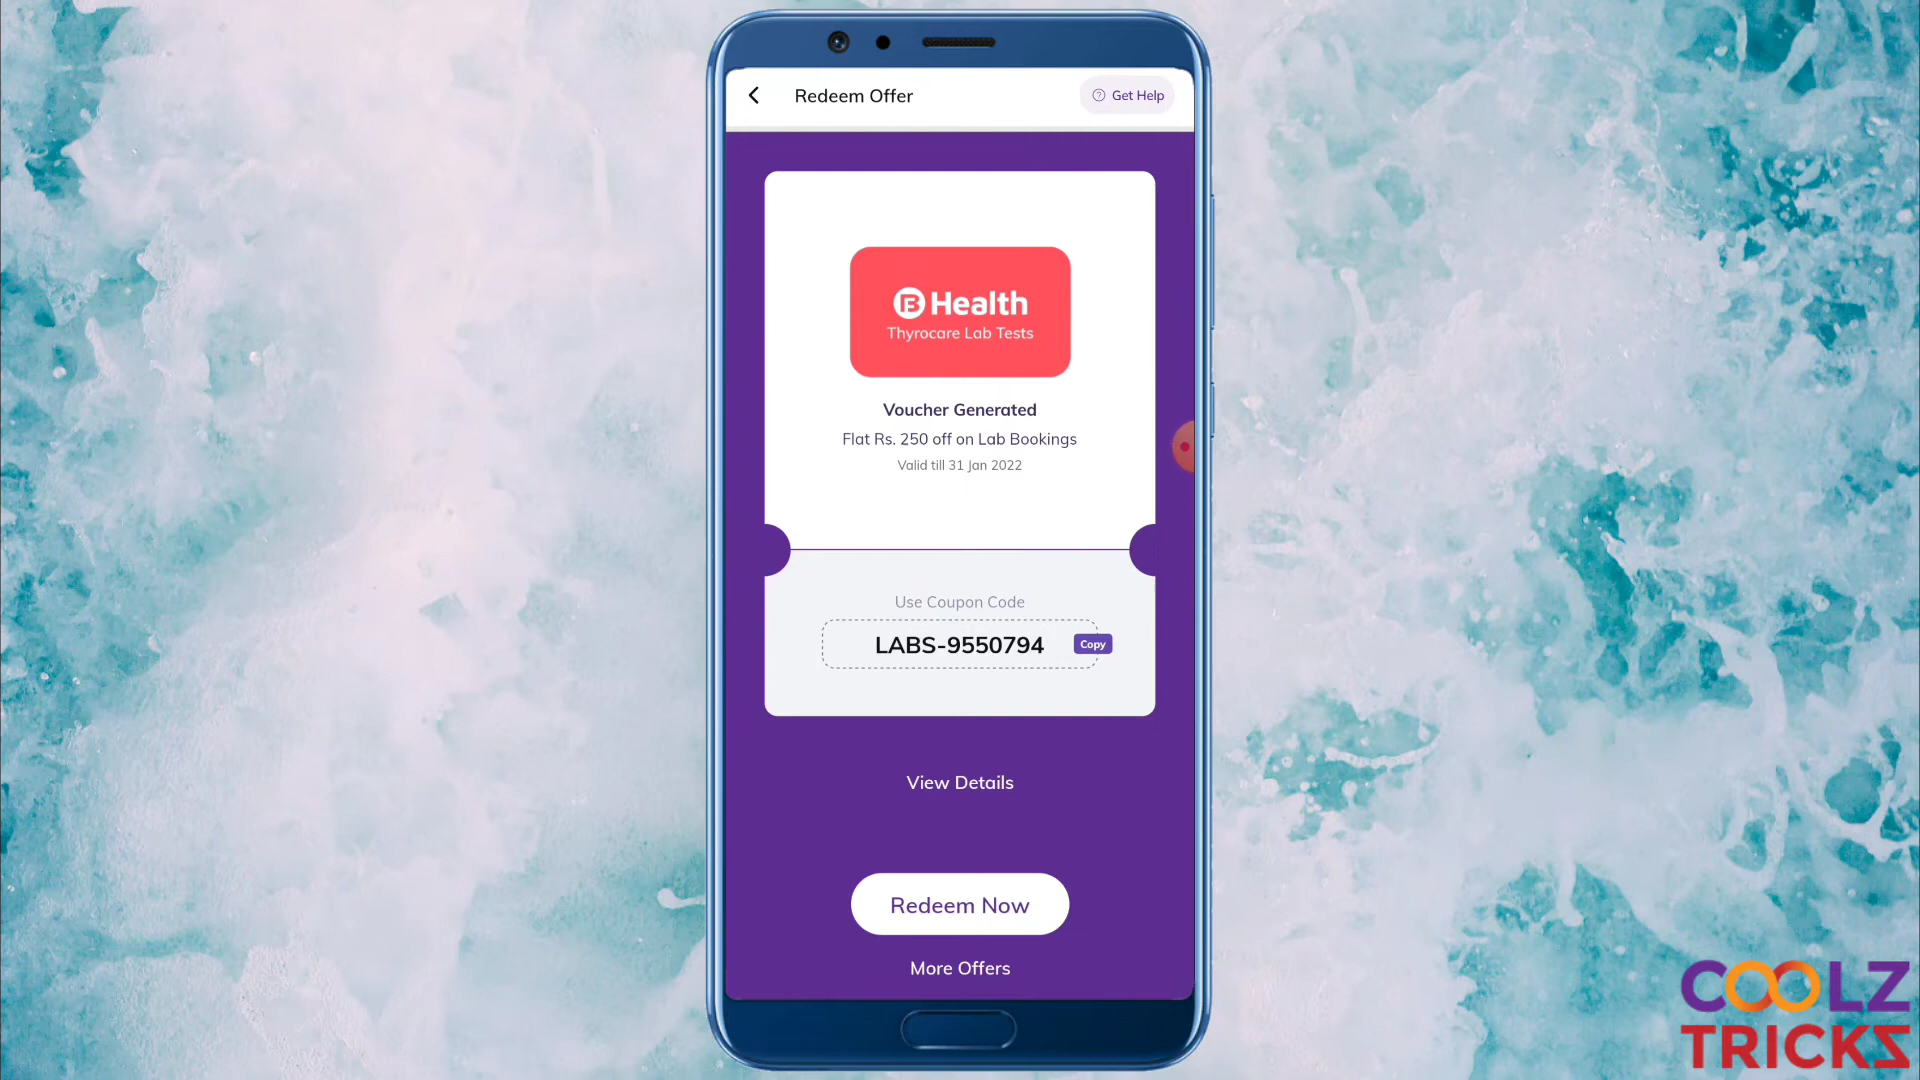 Redeem Offer
Get Help
Health
Thyrocare Lab Tests
Voucher Generated
Flat Rs. 250 off on Lab Bookings
Valid till 31 Jan 2022
Use Coupon Code
LABS-9550794
Copy
View Details
Redeem Now
More Offers
COOLZ
TRICKS